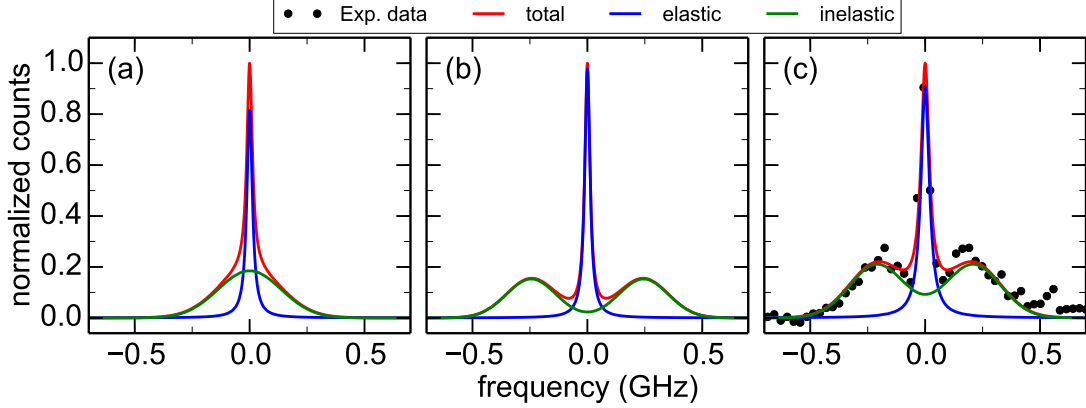 Exp. data total elastic inelastic
(a) (b) (c)
normalized counts
1.0
0.8
0.6
0.4
0.2
0.0
−0.5 0.0 0.5 −0.5 0.0 0.5 −0.5 0.0 0.5
frequency (GHz)